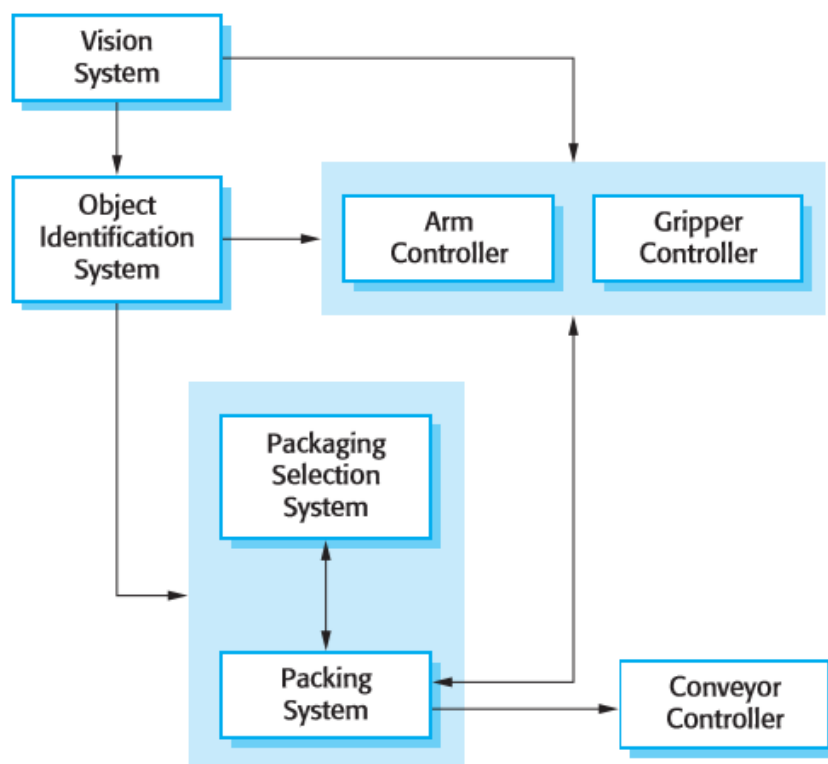 Vision
System
Object
Identification
System
Arm
Controller
Gripper
Controller
Packaging
Selection
System
Packing
System
Conveyor
Controller